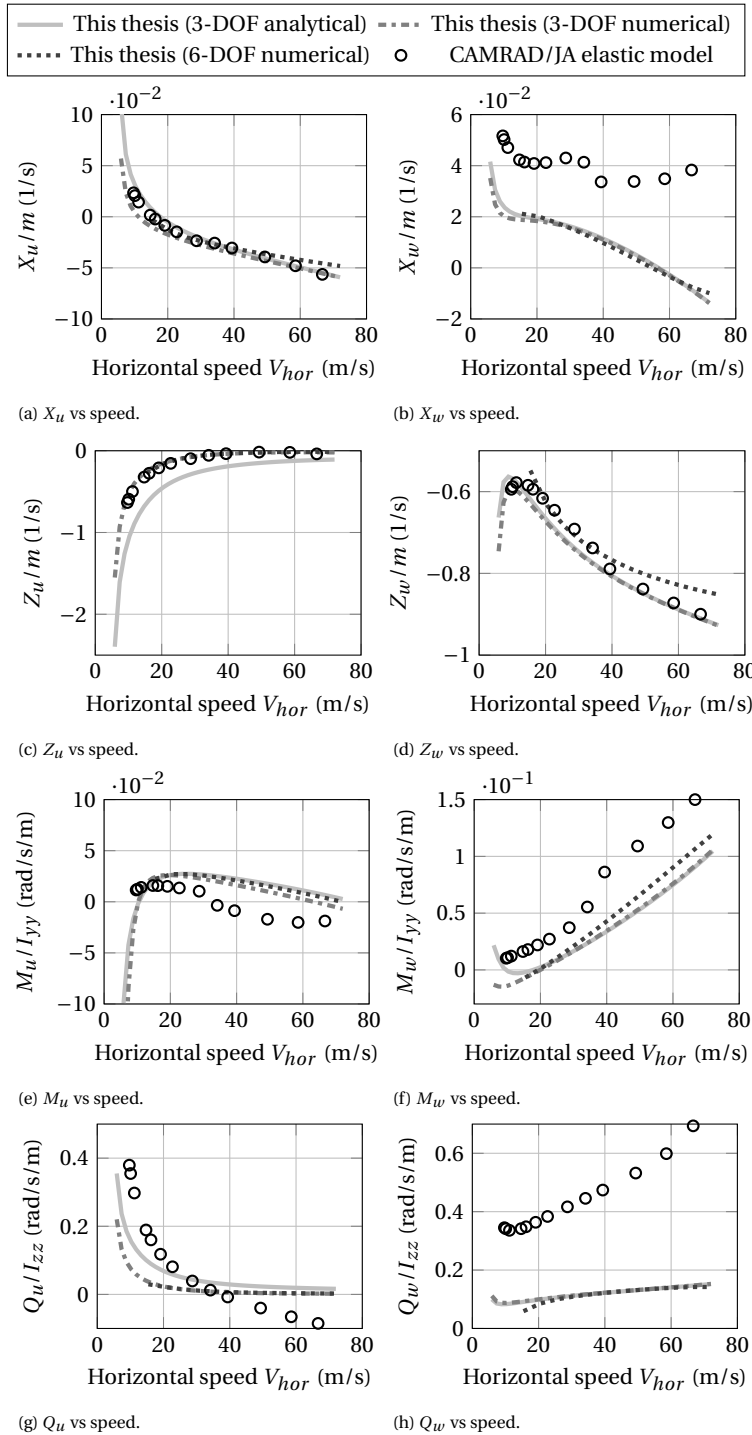 This thesis (3-DOF analytical) This thesis (3-DOF numerical)
This thesis (6-DOF numerical) CAMRAD/JA elastic model
·10−2
10
5
0
−5
−10
X_u/m (1/s)
0 20 40 60 80
Horizontal speed V_hor (m/s)
(a) X_u vs speed.
·10−2
6
4
2
0
−2
X_w/m (1/s)
0 20 40 60 80
Horizontal speed V_hor (m/s)
(b) X_w vs speed.
0
−1
−2
Z_u/m (1/s)
0 20 40 60 80
Horizontal speed V_hor (m/s)
(c) Z_u vs speed.
−0.6
−0.8
−1
Z_w/m (1/s)
0 20 40 60 80
Horizontal speed V_hor (m/s)
(d) Z_w vs speed.
·10−2
10
5
0
−5
−10
M_u/I_yy (rad/s/m)
0 20 40 60 80
Horizontal speed V_hor (m/s)
(e) M_u vs speed.
·10−1
1.5
1
0.5
0
M_w/I_yy (rad/s/m)
0 20 40 60 80
Horizontal speed V_hor (m/s)
(f) M_w vs speed.
0.4
0.2
0
Q_u/I_zz (rad/s/m)
0 20 40 60 80
Horizontal speed V_hor (m/s)
(g) Q_u vs speed.
0.6
0.4
0.2
0
Q_w/I_zz (rad/s/m)
0 20 40 60 80
Horizontal speed V_hor (m/s)
(h) Q_w vs speed.